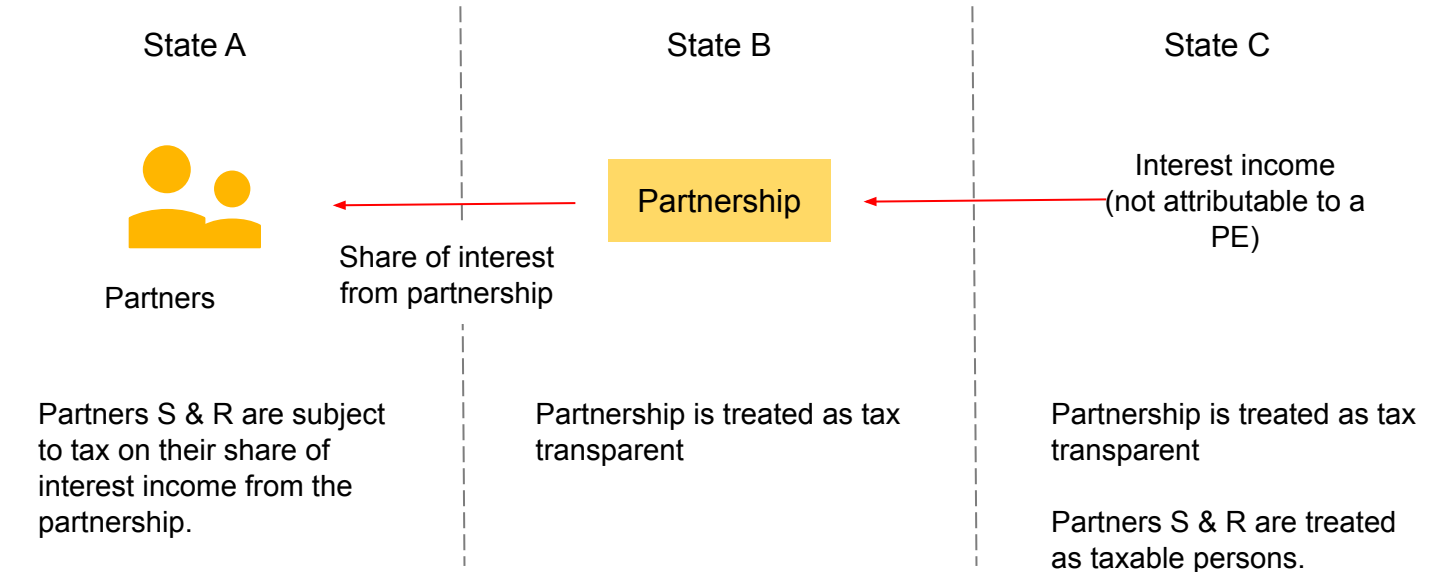 State A
State B
State C
Partners
Share of interest
from partnership
Partnership
Interest income
(not attributable to a
PE)
Partners S & R are subject
to tax on their share of
interest income from the
partnership.
Partnership is treated as tax
transparent
Partnership is treated as tax
transparent
Partners S & R are treated
as taxable persons.